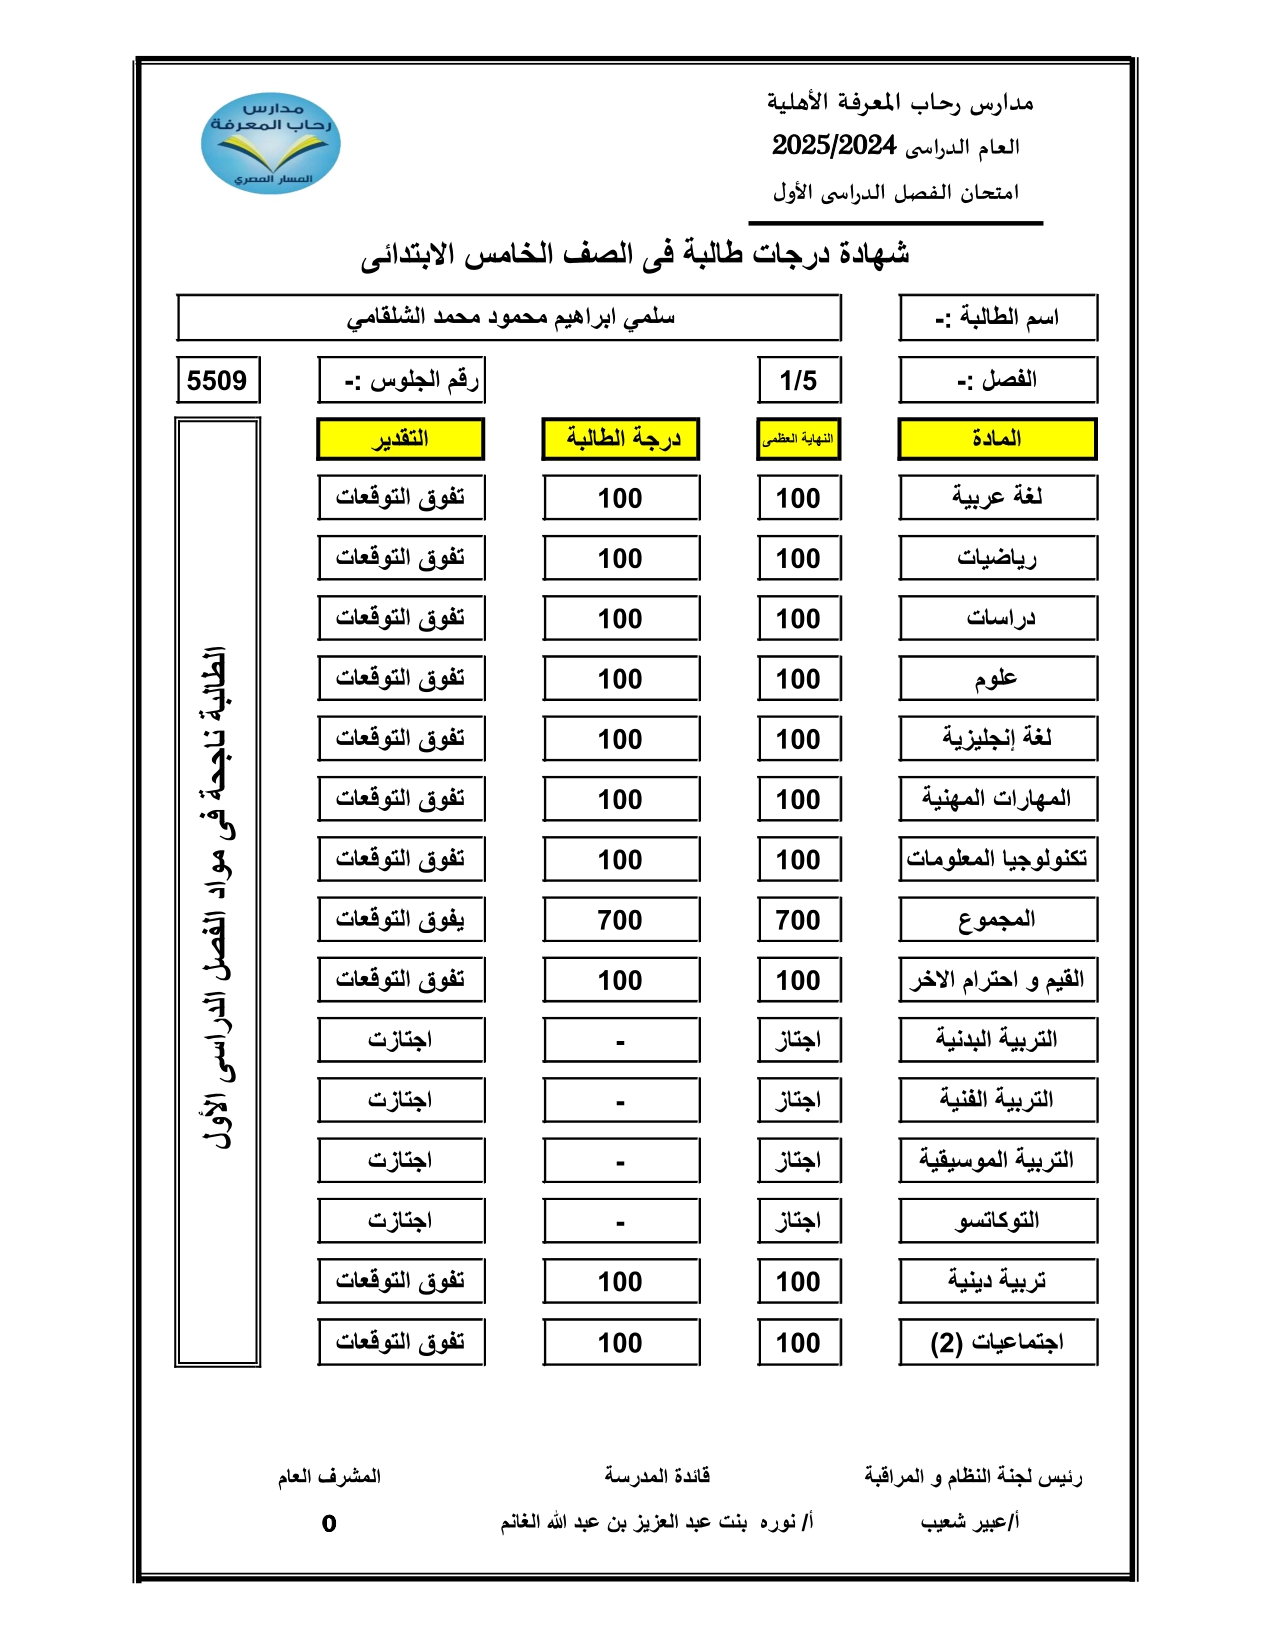 مدارس رحاب المعرفة الأهلية
العام الدراسى 2025/2024
امتحان الفصل الدراسى الأول
مدارس
رحاب المعرفة
المسار المصري
شهادة درجات طالبة فى الصف الخامس الابتدائى
اسم الطالبة :- سلمي ابراهيم محمود محمد الشلقامي
الفصل :- 1/5 رقم الجلوس :- 5509
المادة النهاية العظمى درجة الطالبة التقدير
لغة عربية 100 100 تفوق التوقعات
رياضيات 100 100 تفوق التوقعات
دراسات 100 100 تفوق التوقعات
علوم 100 100 تفوق التوقعات
لغة إنجليزية 100 100 تفوق التوقعات
المهارات المهنية 100 100 تفوق التوقعات
تكنولوجيا المعلومات 100 100 تفوق التوقعات
المجموع 700 700 يفوق التوقعات
القيم و احترام الاخر 100 100 تفوق التوقعات
التربية البدنية اجتاز - اجتازت
التربية الفنية اجتاز - اجتازت
التربية الموسيقية اجتاز - اجتازت
التوكاتسو اجتاز - اجتازت
تربية دينية 100 100 تفوق التوقعات
اجتماعيات (2) 100 100 تفوق التوقعات
الطالبة ناجحة فى مواد الفصل الدراسى الأول
رئيس لجنة النظام و المراقبة قائدة المدرسة المشرف العام
أ/عبير شعيب أ/ نوره بنت عبد العزيز بن عبد الله الغانم 0